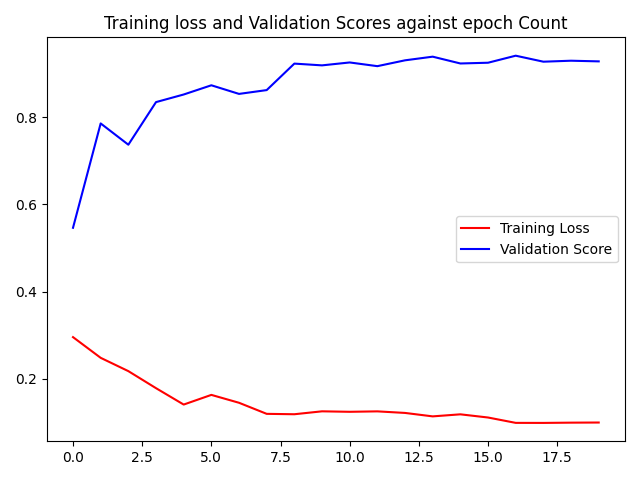 Training loss and Validation Scores against epoch Count
0.8
0.6
0.4
0.2
Training Loss
Validation Score
0.0 2.5 5.0 7.5 10.0 12.5 15.0 17.5